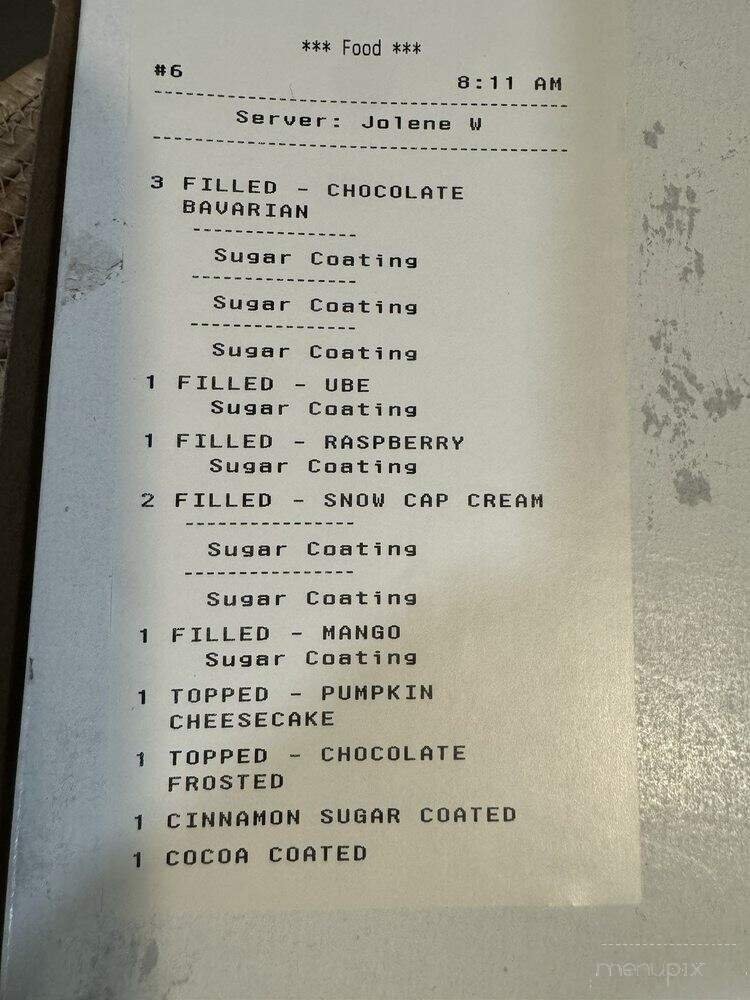 *** Food ***
#6 8:11 AM
Server: Jolene W
3 FILLED - CHOCOLATE
BAVARIAN
Sugar Coating
Sugar Coating
Sugar Coating
1 FILLED - UBE
Sugar Coating
1 FILLED - RASPBERRY
Sugar Coating
2 FILLED - SNOW CAP CREAM
Sugar Coating
Sugar Coating
1 FILLED - MANGO
Sugar Coating
1 TOPPED - PUMPKIN
CHEESECAKE
1 TOPPED - CHOCOLATE
FROSTED
1 CINNAMON SUGAR COATED
1 COCOA COATED
menupix